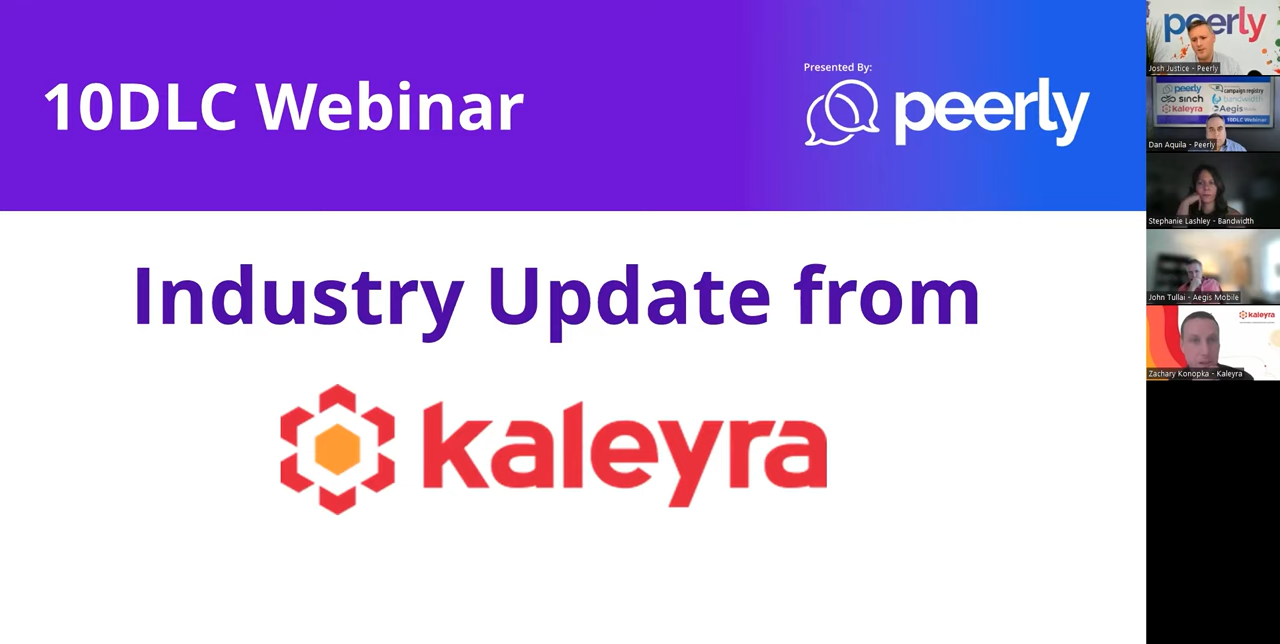 10DLC Webinar
Presented By:
peerly
Industry Update from
kaleyra
peerly
Josh Justice - Peerly
peerly
campaign registry
sinch
bandwidth
kaleyra
Aegis
10DLC Webinar
Dan Aquila - Peerly
Stephanie Lashley - Bandwidth
John Tullai - Aegis Mobile
kaleyra
Zachary Konopka - Kaleyra